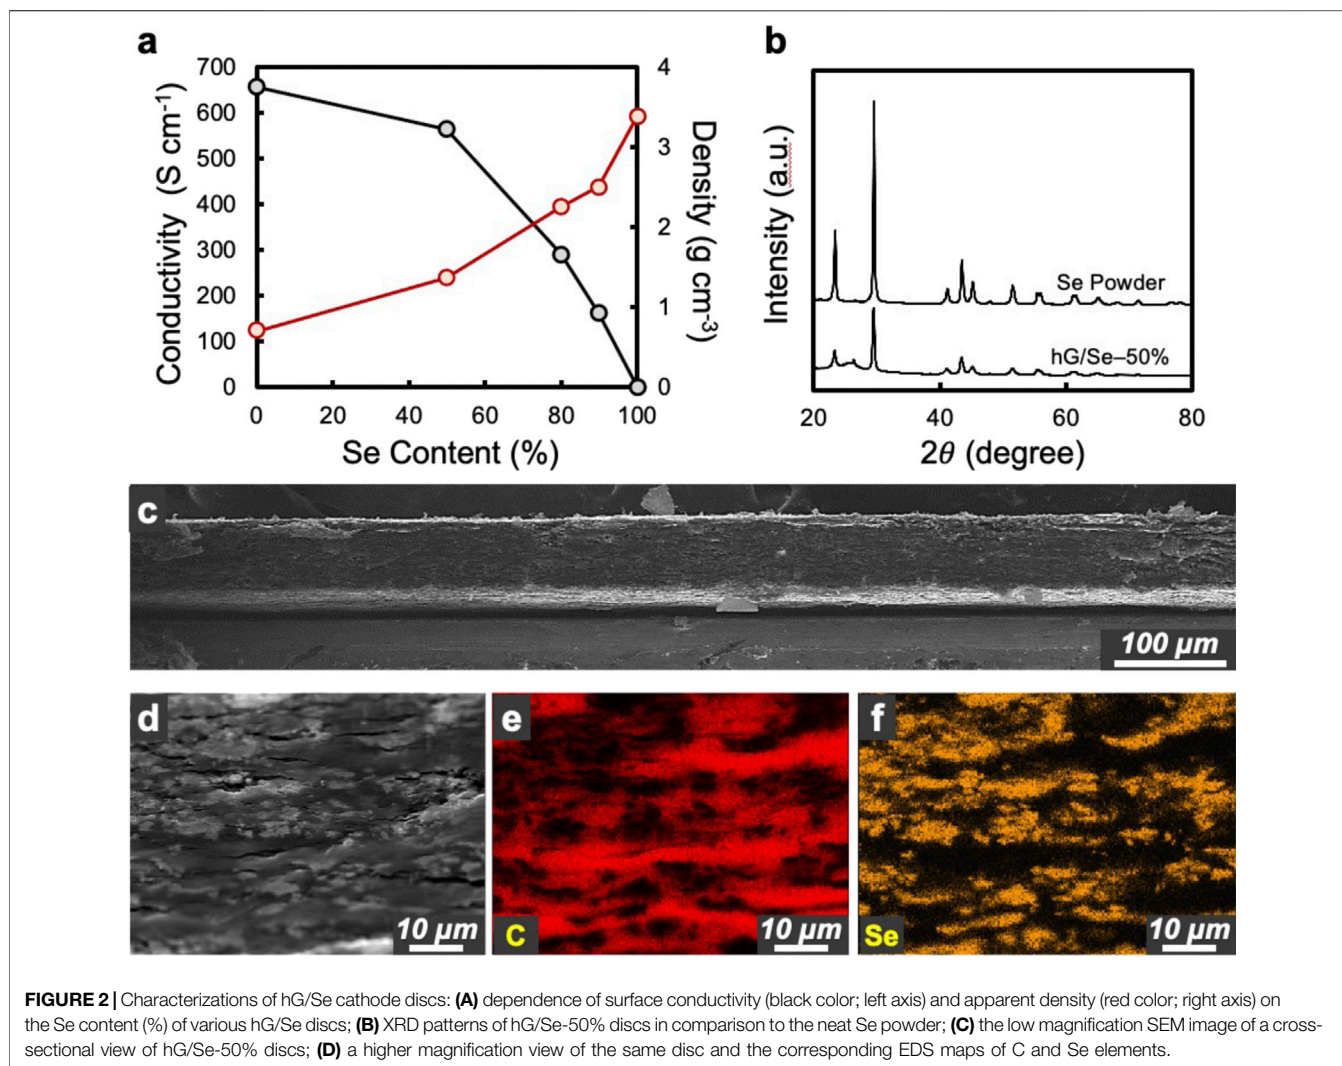 a
700
600
500
400
300
200
100
0
Conductivity (S cm-1)
4
3
2
1
0
Density (g cm-3)
0 20 40 60 80 100
Se Content (%)
b
Intensity (a.u.)
Se Powder
hG/Se–50%
20 40 60 80
2θ (degree)
c
100 µm
d
10 µm
e
C
10 µm
f
Se
10 µm
FIGURE 2 | Characterizations of hG/Se cathode discs: (A) dependence of surface conductivity (black color; left axis) and apparent density (red color; right axis) on
the Se content (%) of various hG/Se discs; (B) XRD patterns of hG/Se-50% discs in comparison to the neat Se powder; (C) the low magnification SEM image of a cross-
sectional view of hG/Se-50% discs; (D) a higher magnification view of the same disc and the corresponding EDS maps of C and Se elements.